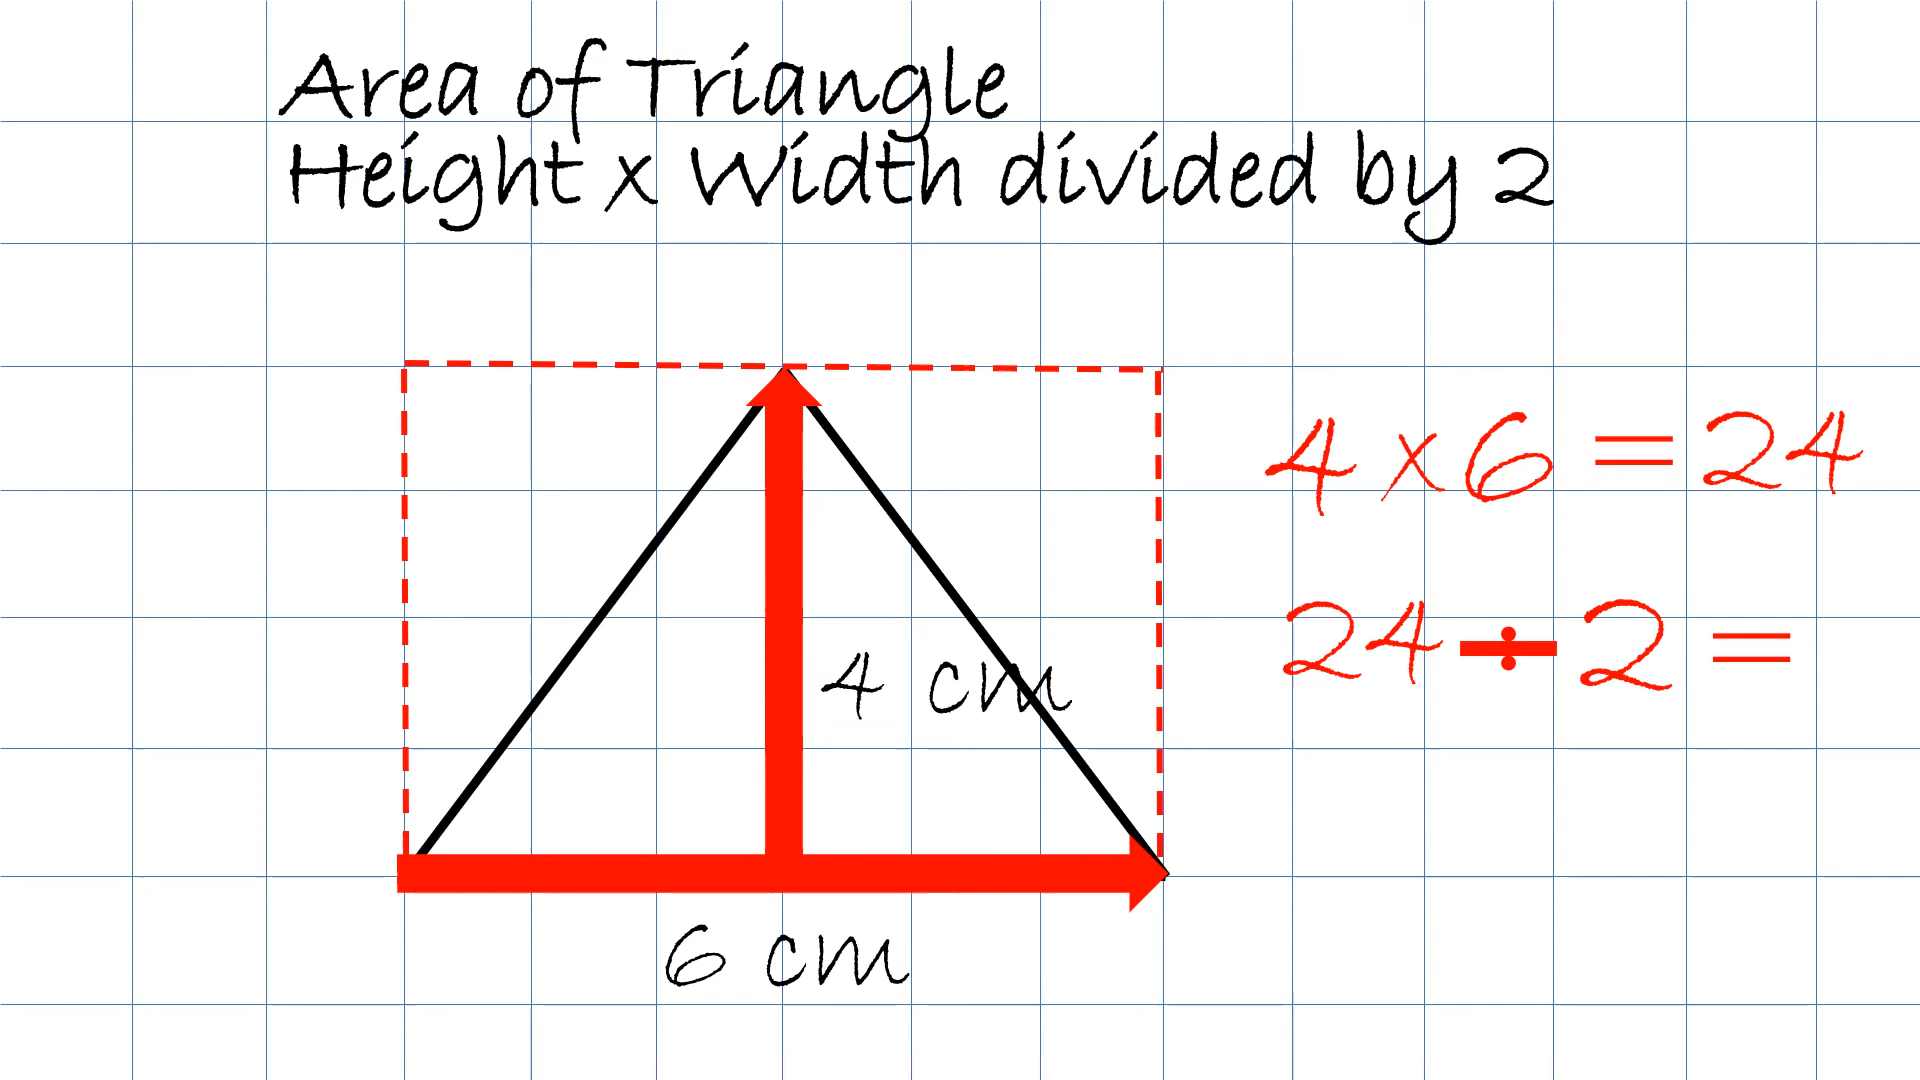 Area of Triangle
Height x Width divided by 2
4 x 6 = 24
24 ÷ 2 =
4 cm
6 cm